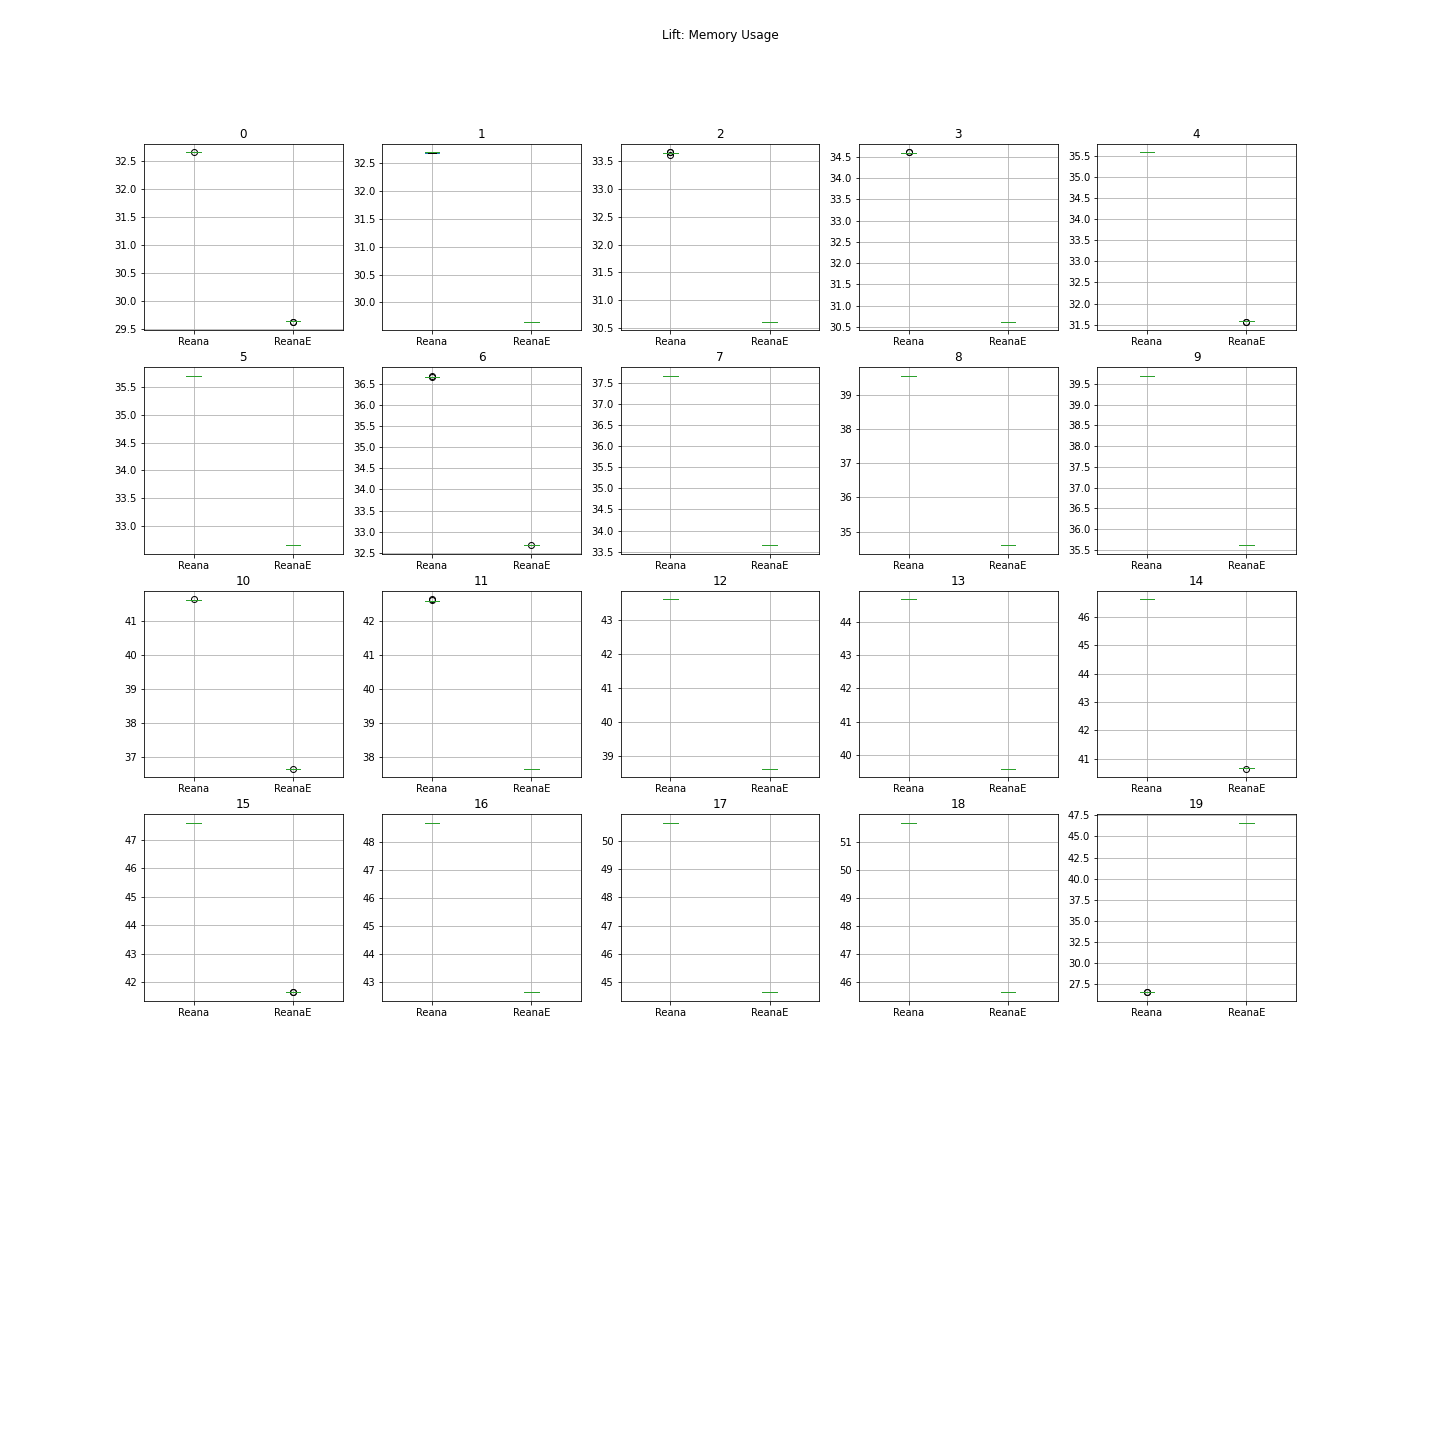 Lift: Memory Usage
0 1 2 3 4
32.5 32.5 33.5 34.5 35.5
32.0 32.0 33.0 34.0 35.0
31.5 31.5 32.5 33.5 34.5
31.0 31.0 32.0 33.0 34.0
30.5 30.5 31.5 32.5 33.5
30.0 30.0 31.0 32.0 33.0
29.5 30.5 31.5 32.5
31.0 32.0
30.5 31.5
Reana ReanaE Reana ReanaE Reana ReanaE Reana ReanaE Reana ReanaE
5 6 7 8 9
35.5 36.5 37.5 39 39.5
35.0 36.0 37.0 38 39.0
34.5 35.5 36.5 37 38.5
34.0 35.0 36.0 36 38.0
33.5 34.5 35.5 35 37.5
33.0 34.0 35.0 37.0
33.5 34.5 36.5
33.0 34.0 36.0
32.5 33.5 35.5
Reana ReanaE Reana ReanaE Reana ReanaE Reana ReanaE Reana ReanaE
10 11 12 13 14
41 42 43 44 46
40 41 42 43 45
39 40 41 42 44
38 39 40 41 43
37 38 39 40 42
41
Reana ReanaE Reana ReanaE Reana ReanaE Reana ReanaE Reana ReanaE
15 16 17 18 19
47 48 50 51 47.5
46 47 49 50 45.0
45 46 48 49 42.5
44 45 47 48 40.0
43 44 46 47 37.5
42 43 45 46 35.0
32.5
30.0
27.5
Reana ReanaE Reana ReanaE Reana ReanaE Reana ReanaE Reana ReanaE